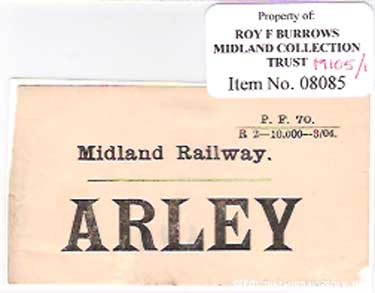 Property of:
ROY F BURROWS
MIDLAND COLLECTION
TRUST M105/1
Item No. 08085
P. F. 70.
R 2—10,000—3/04.
Midland Railway.
ARLEY